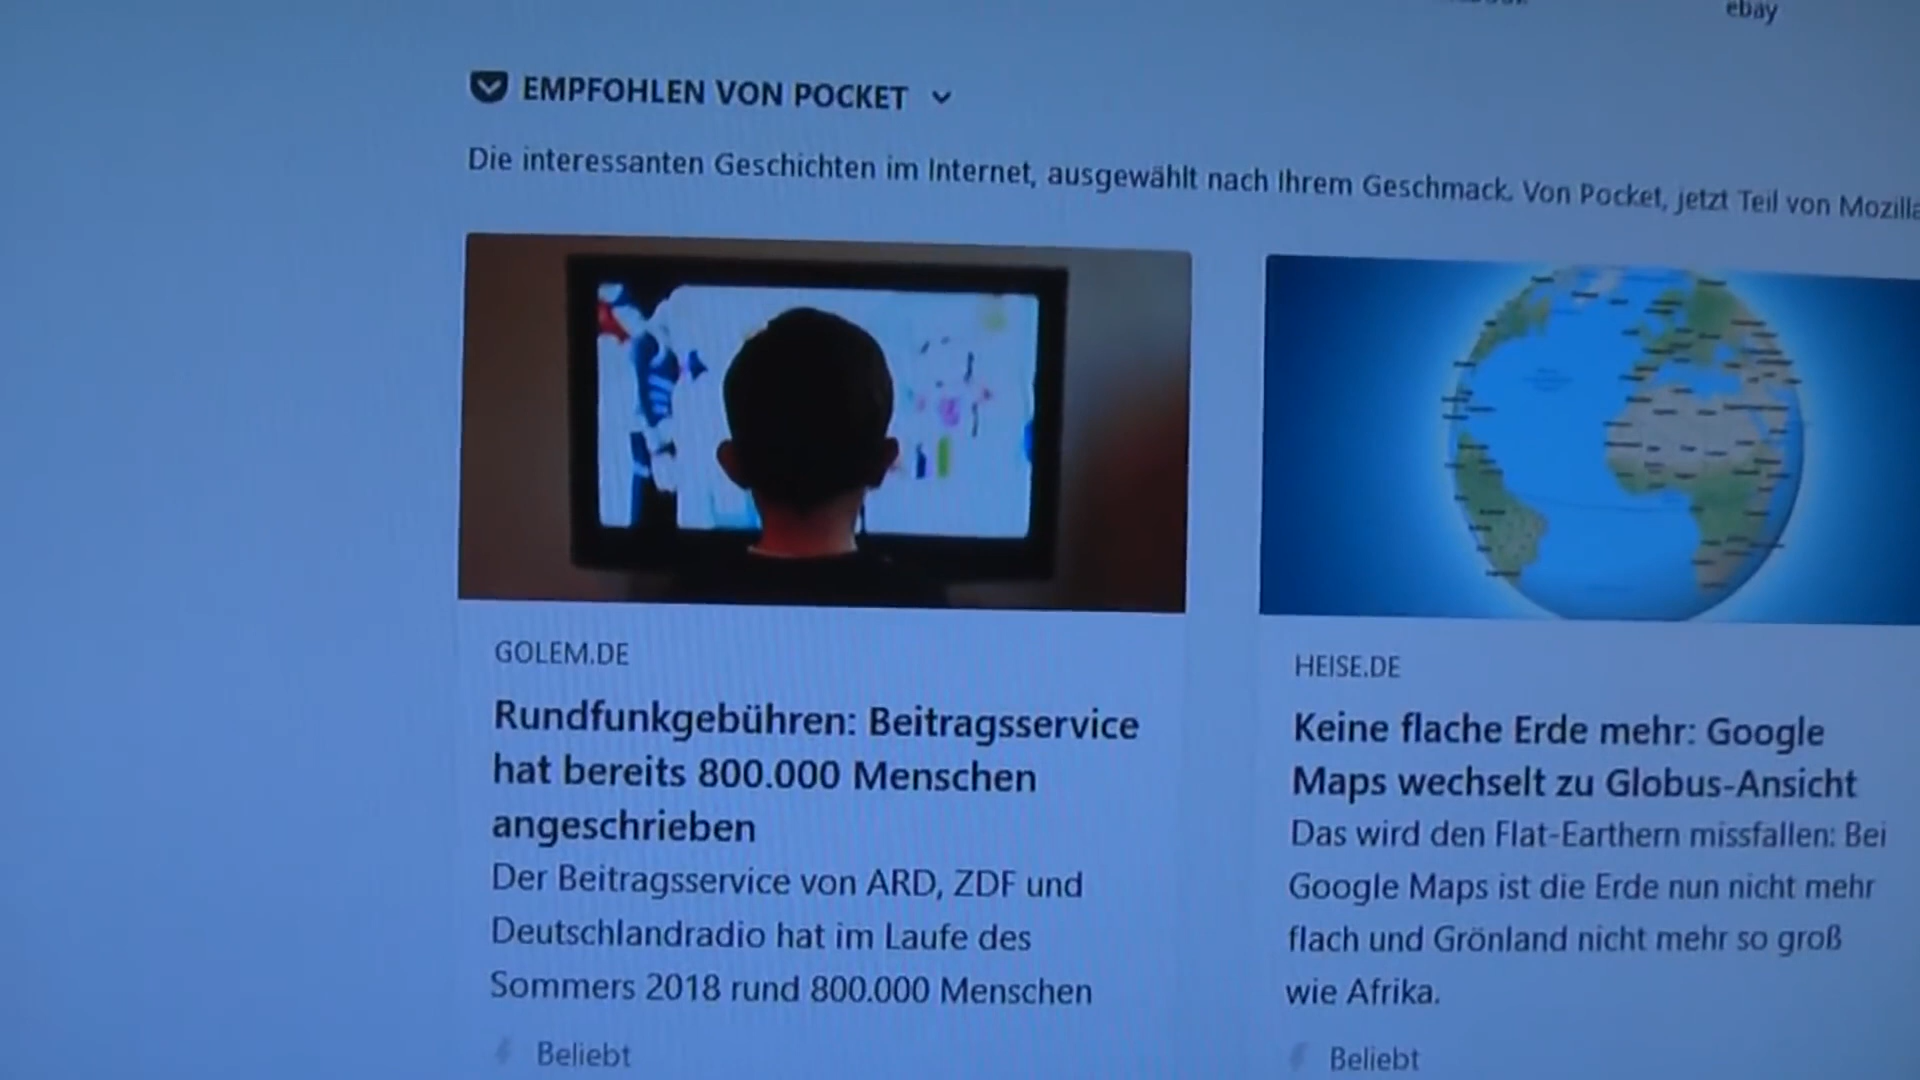 ebay
EMPFOHLEN VON POCKET
Die interessanten Geschichten im Internet, ausgewählt nach Ihrem Geschmack. Von Pocket, jetzt Teil von Mozilla
GOLEM.DE
Rundfunkgebühren: Beitragsservice
hat bereits 800.000 Menschen
angeschrieben
Der Beitragsservice von ARD, ZDF und
Deutschlandradio hat im Laufe des
Sommers 2018 rund 800.000 Menschen
Beliebt
HEISE.DE
Keine flache Erde mehr: Google
Maps wechselt zu Globus-Ansicht
Das wird den Flat-Earthern missfallen: Bei
Google Maps ist die Erde nun nicht mehr
flach und Grönland nicht mehr so groß
wie Afrika.
Beliebt